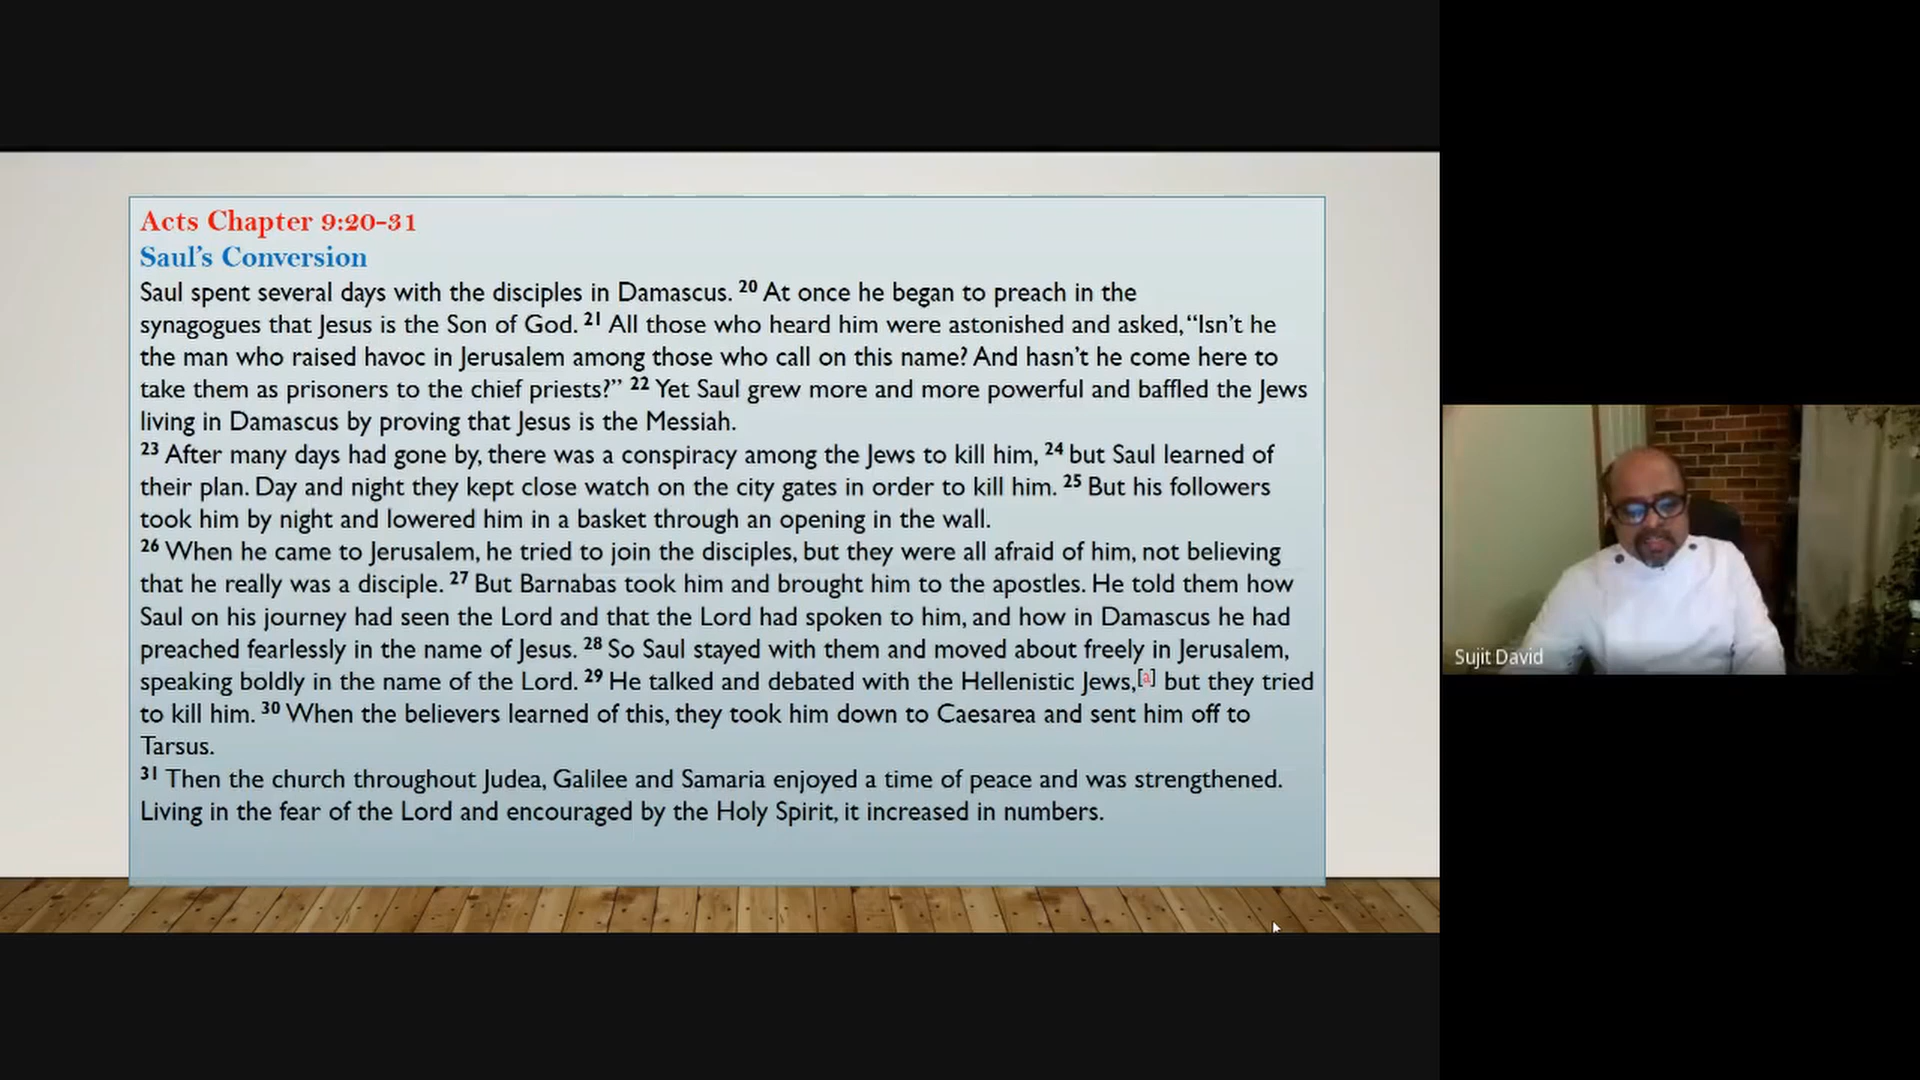 Acts Chapter 9:20-31
Saul's Conversion
Saul spent several days with the disciples in Damascus. 20 At once he began to preach in the
synagogues that Jesus is the Son of God. 21 All those who heard him were astonished and asked, “Isn't he
the man who raised havoc in Jerusalem among those who call on this name? And hasn't he come here to
take them as prisoners to the chief priests?” 22 Yet Saul grew more and more powerful and baffled the Jews
living in Damascus by proving that Jesus is the Messiah.
23 After many days had gone by, there was a conspiracy among the Jews to kill him, 24 but Saul learned of
their plan. Day and night they kept close watch on the city gates in order to kill him. 25 But his followers
took him by night and lowered him in a basket through an opening in the wall.
26 When he came to Jerusalem, he tried to join the disciples, but they were all afraid of him, not believing
that he really was a disciple. 27 But Barnabas took him and brought him to the apostles. He told them how
Saul on his journey had seen the Lord and that the Lord had spoken to him, and how in Damascus he had
preached fearlessly in the name of Jesus. 28 So Saul stayed with them and moved about freely in Jerusalem,
speaking boldly in the name of the Lord. 29 He talked and debated with the Hellenistic Jews,[a] but they tried
to kill him. 30 When the believers learned of this, they took him down to Caesarea and sent him off to
Tarsus.
31 Then the church throughout Judea, Galilee and Samaria enjoyed a time of peace and was strengthened.
Living in the fear of the Lord and encouraged by the Holy Spirit, it increased in numbers.
Sujit David